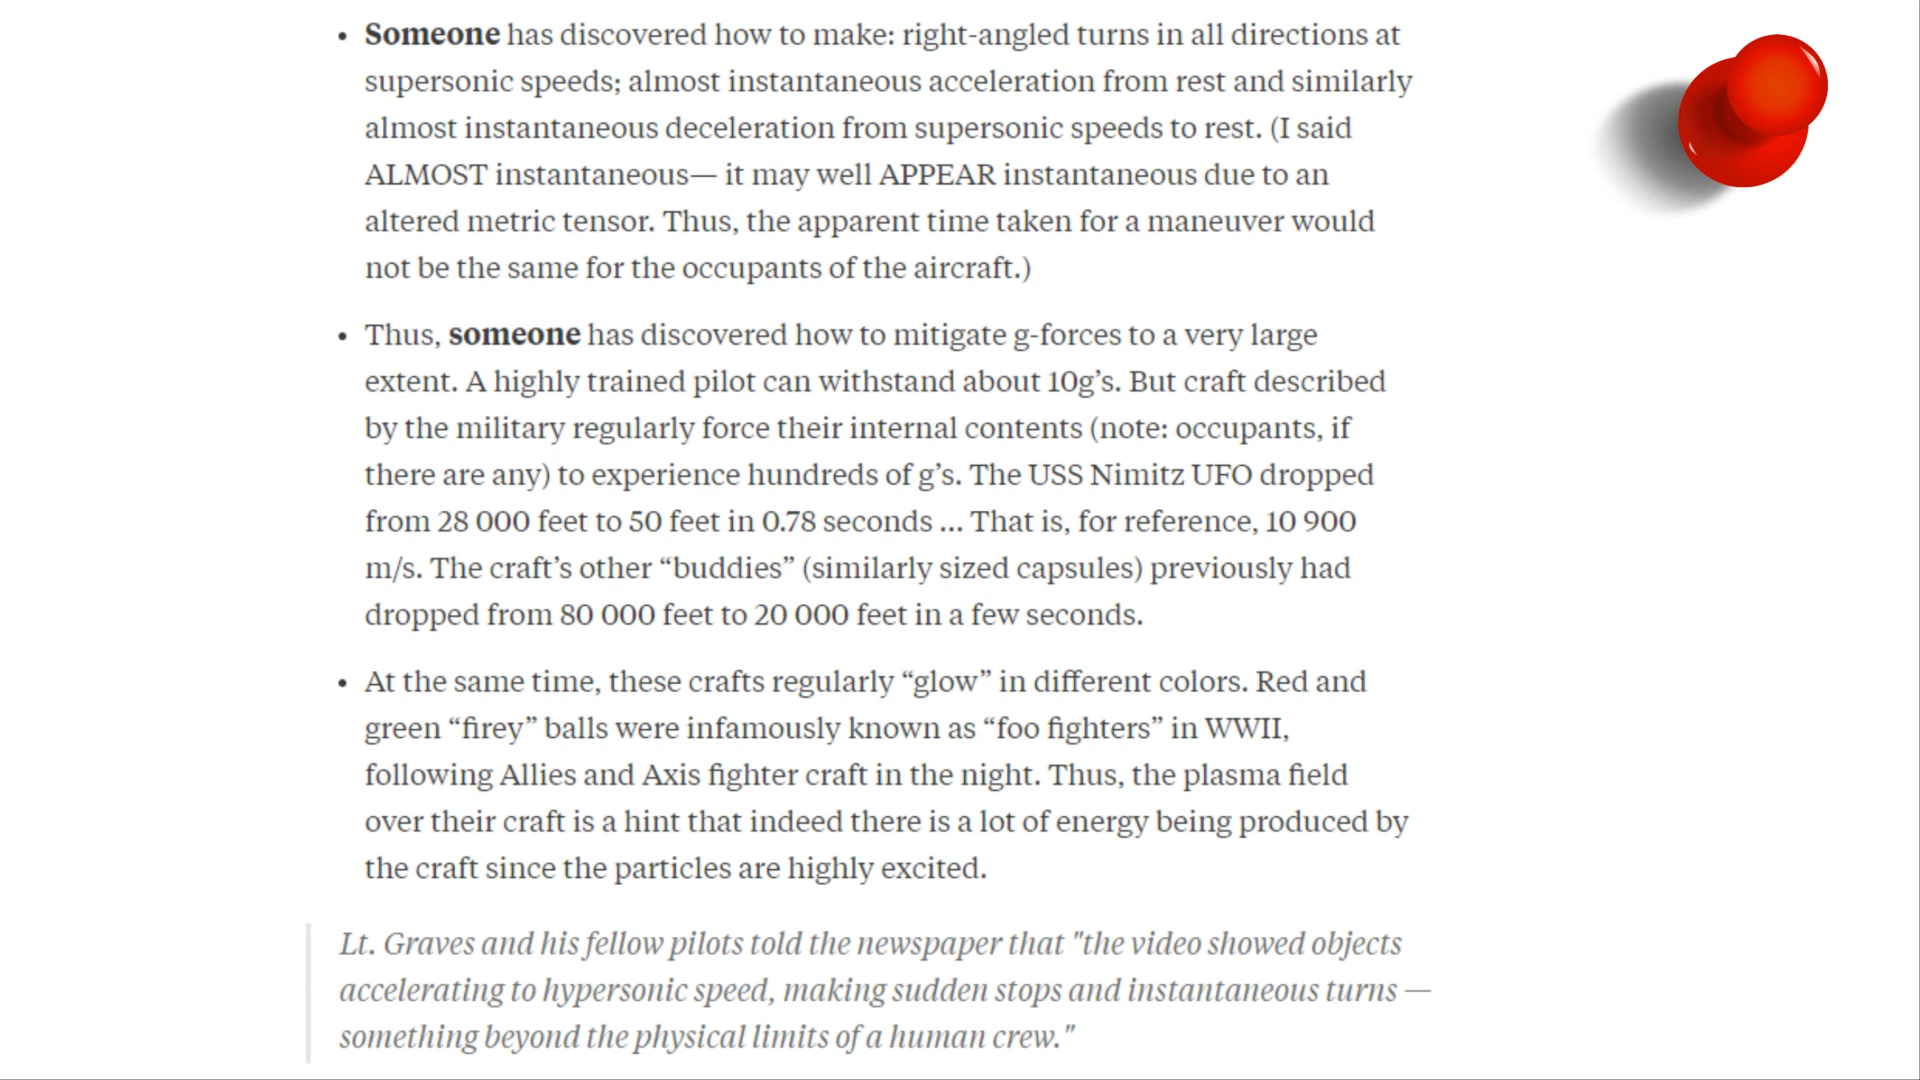 • Someone has discovered how to make: right-angled turns in all directions at
supersonic speeds; almost instantaneous acceleration from rest and similarly
almost instantaneous deceleration from supersonic speeds to rest. (I said
ALMOST instantaneous— it may well APPEAR instantaneous due to an
altered metric tensor. Thus, the apparent time taken for a maneuver would
not be the same for the occupants of the aircraft.)
• Thus, someone has discovered how to mitigate g-forces to a very large
extent. A highly trained pilot can withstand about 10g’s. But craft described
by the military regularly force their internal contents (note: occupants, if
there are any) to experience hundreds of g’s. The USS Nimitz UFO dropped
from 28 000 feet to 50 feet in 0.78 seconds … That is, for reference, 10 900
m/s. The craft’s other “buddies” (similarly sized capsules) previously had
dropped from 80 000 feet to 20 000 feet in a few seconds.
• At the same time, these crafts regularly “glow” in different colors. Red and
green “firey” balls were infamously known as “foo fighters” in WWII,
following Allies and Axis fighter craft in the night. Thus, the plasma field
over their craft is a hint that indeed there is a lot of energy being produced by
the craft since the particles are highly excited.
Lt. Graves and his fellow pilots told the newspaper that "the video showed objects
accelerating to hypersonic speed, making sudden stops and instantaneous turns —
something beyond the physical limits of a human crew."